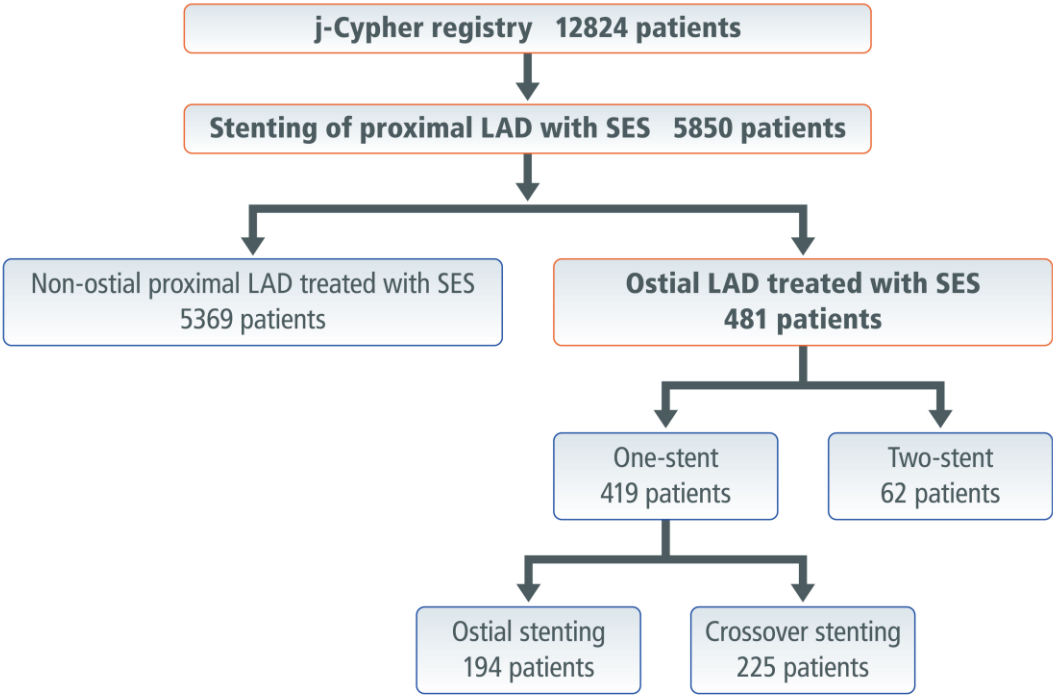 j-Cypher registry 12824 patients
Stenting of proximal LAD with SES 5850 patients
Non-ostial proximal LAD treated with SES
5369 patients
Ostial LAD treated with SES
481 patients
One-stent
419 patients
Two-stent
62 patients
Ostial stenting
194 patients
Crossover stenting
225 patients